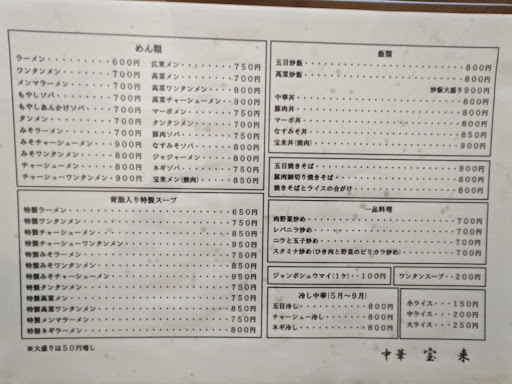 めん類
ラーメン・・・・・・・600円
ワンタンメン・・・・・700円
メンマラーメン・・・・700円
もやしソバ・・・・・・700円
もやしあんかけソバ・・700円
タンメン・・・・・・・700円
みそラーメン・・・・・700円
みそチャーシューメン・900円
みそワンタンメン・・・800円
チャーシューメン・・・800円
チャーシューワンタンメン・・900円
広東メン・・・・・・・750円
高菜メン・・・・・・・700円
高菜ワンタンメン・・・800円
高菜チャーシューメン・900円
マーボメン・・・・・・750円
タンタンメン・・・・・700円
豚肉ソバ・・・・・・・750円
なすみそソバ・・・・・800円
ジャジャーメン・・・・800円
ネギソバ・・・・・・・750円
宝来メン(焼肉)・・・・850円
背脂入り特製スープ
特製ラーメン・・・・・・・・650円
特製ワンタンメン・・・・・・750円
特製チャーシューメン・・・・850円
特製チャーシューワンタンメン・・950円
特製みそラーメン・・・・・・750円
特製みそワンタンメン・・・・850円
特製みそチャーシューメン・・950円
特製タンタンメン・・・・・・750円
特製高菜メン・・・・・・・・750円
特製メンマラーメン・・・・・750円
特製ネギラーメン・・・・・・800円
※大盛りは50円増し
飯類
五目炒飯・・・・・・・800円
高菜炒飯・・・・・・・800円
炒飯大盛り900円
中華丼・・・・・・・・800円
豚肉丼・・・・・・・・800円
マーボ丼・・・・・・・800円
なすみそ丼・・・・・・850円
宝来丼(焼肉)・・・・・900円
五目焼きそば・・・・・800円
豚肉細切り焼きそば・・800円
焼きそばとライスの合がけ・・800円
一品料理
肉野菜炒め・・・・・・700円
レバニラ炒め・・・・・700円
ニラと玉子炒め・・・・700円
スタミナ炒め(ひき肉と野菜のピリカラ炒め)・・700円
ジャンボシュウマイ(1ケ)・・100円
ワンタンスープ・・200円
冷し中華(5月〜9月)
五目冷し・・・・・・・800円
チャーシュー冷し・・・800円
ネギ冷し・・・・・・・800円
小ライス・・・150円
中ライス・・・200円
大ライス・・・250円
中華 宝来